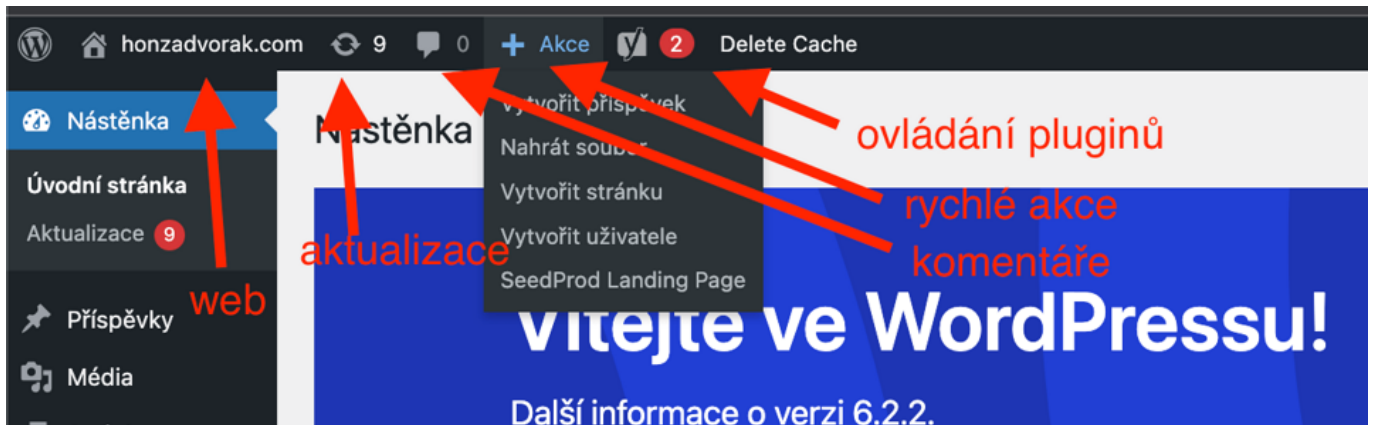 honzadvorak.com 9 0 + Akce 2 Delete Cache
Nástěnka
Úvodní stránka
Aktualizace 9
Příspěvky
Média
Nástěnka
Vytvořit příspěvek
Nahrát soubor
Vytvořit stránku
Vytvořit uživatele
SeedProd Landing Page
ovládání pluginů
rychlé akce
komentáře
aktualizace
web
Vítejte ve WordPressu!
Další informace o verzi 6.2.2.